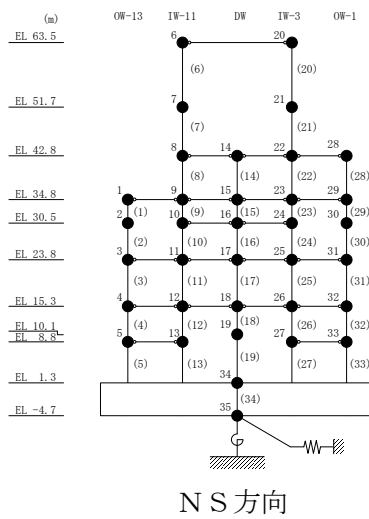 (m) OW-13 IW-11 DW IW-3 OW-1
EL 63.5 6 20
(6) (20)
EL 51.7 7 21
(7) (21)
EL 42.8 8 14 22 28
(8) (14) (22) (28)
EL 34.8 1 9 15 23 29
(1) (9) (15) (23) (29)
EL 30.5 2 10 16 24 30
(2) (10) (16) (24) (30)
EL 23.8 3 11 17 25 31
(3) (11) (17) (25) (31)
EL 15.3 4 12 18 26 32
(4) (12) (18) (26) (32)
EL 10.1 19
EL 8.8 5 13 27 33
(5) (13) (19) (27) (33)
EL 1.3 34
(34)
EL -4.7 35
ＮＳ方向